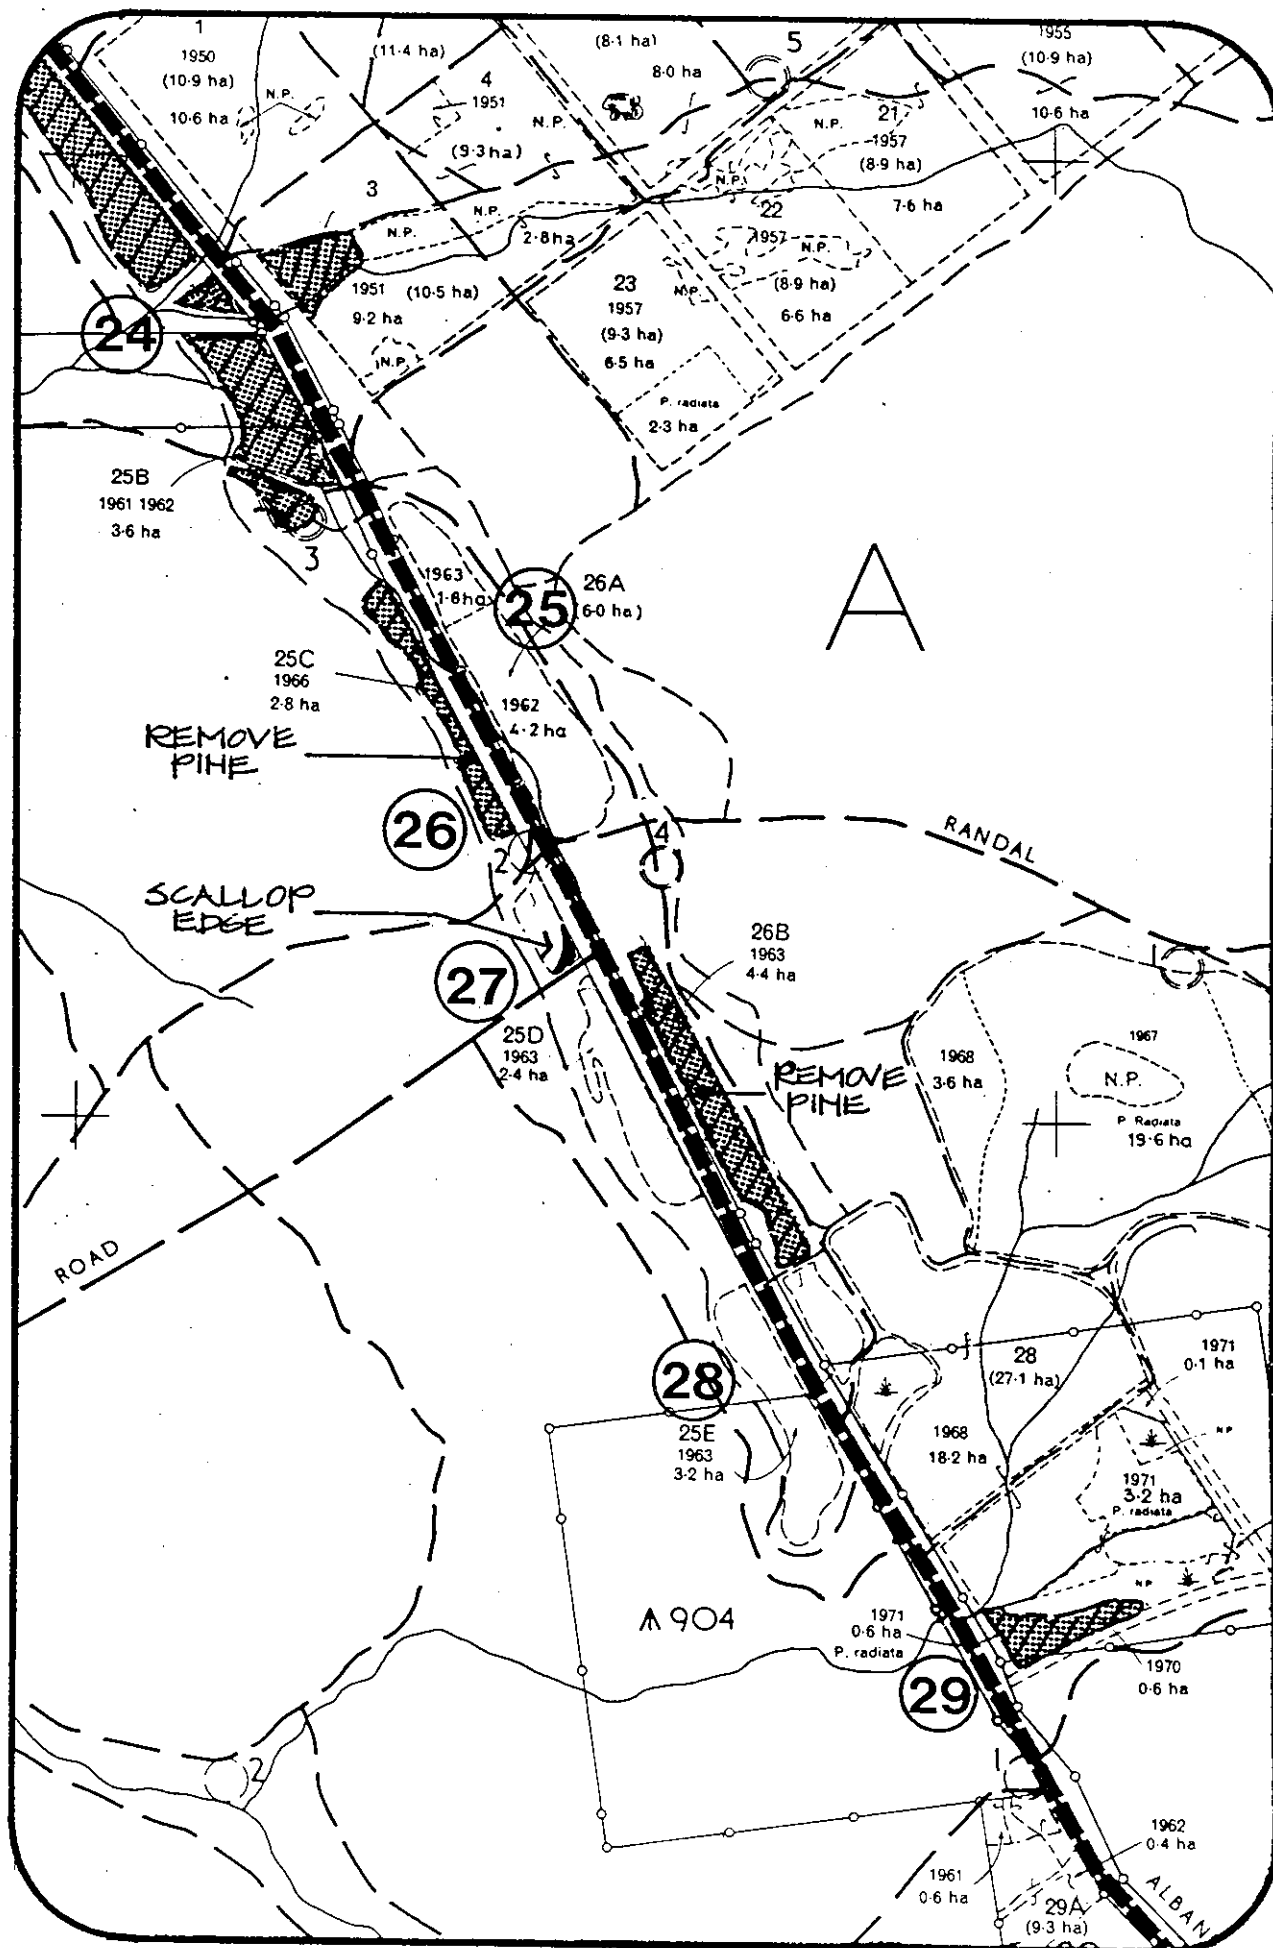 1
1950
(10·9 ha)
10·6 ha
N.P.
(11·4 ha)
4
1951
(9·3 ha)
N.P.
(8·1 ha)
8·0 ha
5
1955
(10·9 ha)
10·6 ha
N.P.
21
1957
(8·9 ha)
7·6 ha
N.P.
22
1957
N.P.
(8·9 ha)
6·6 ha
3
N.P.
N.P.
2·8 ha
1951
(10·5 ha)
9·2 ha
N.P.
23
1957
(9·3 ha)
6·5 ha
N.P.
P. radiata
2·3 ha
24
25B
1961 1962
3·6 ha
3
1963
1·8 ha
25
26A
(6·0 ha)
A
25C
1966
2·8 ha
1962
4·2 ha
REMOVE
PINE
26
2
4
RANDAL
SCALLOP
EDGE
27
26B
1963
4·4 ha
1
25D
1963
2·4 ha
REMOVE
PINE
1968
3·6 ha
1967
N.P.
P. Radiata
19·6 ha
ROAD
28
25E
1963
3·2 ha
28
(27·1 ha)
1971
0·1 ha
1968
18·2 ha
NP
1971
3·2 ha
P. radiata
NP
904
1971
0·6 ha
P. radiata
29
1970
0·6 ha
2
1
1962
0·4 ha
1961
0·6 ha
29A
(9·3 ha)
ALBAN